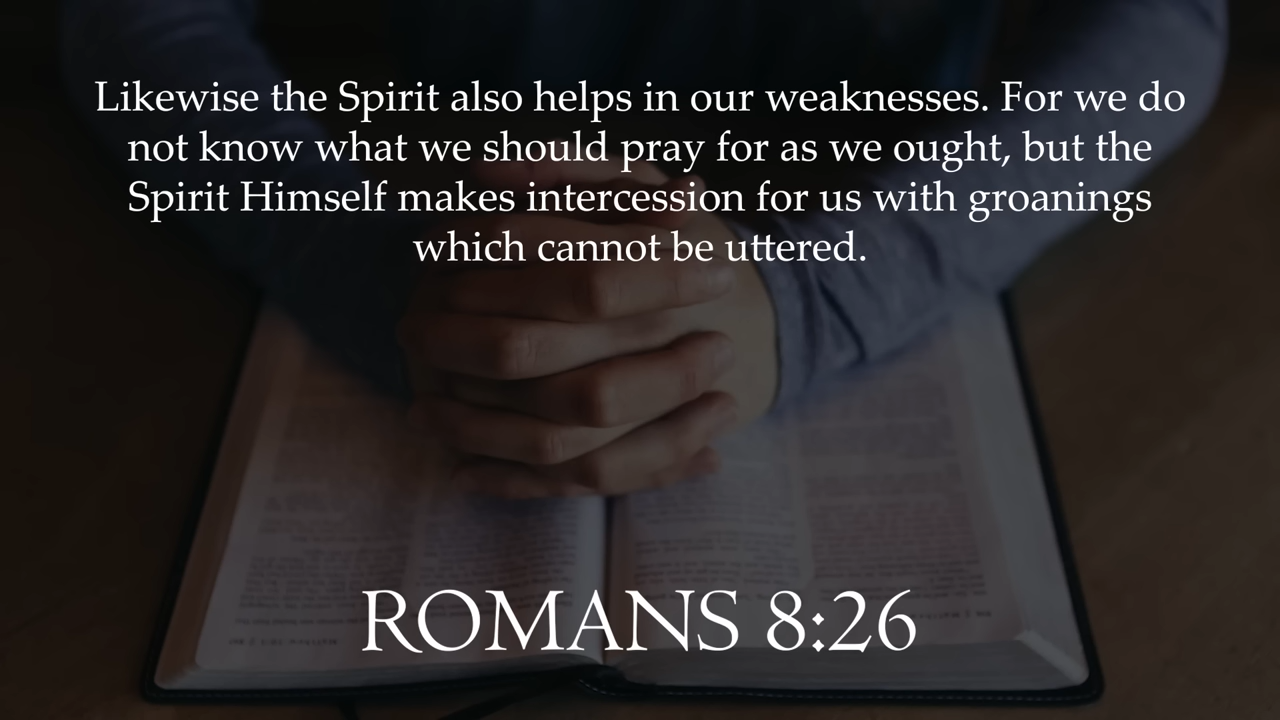 Likewise the Spirit also helps in our weaknesses. For we do
not know what we should pray for as we ought, but the
Spirit Himself makes intercession for us with groanings
which cannot be uttered.
ROMANS 8:26